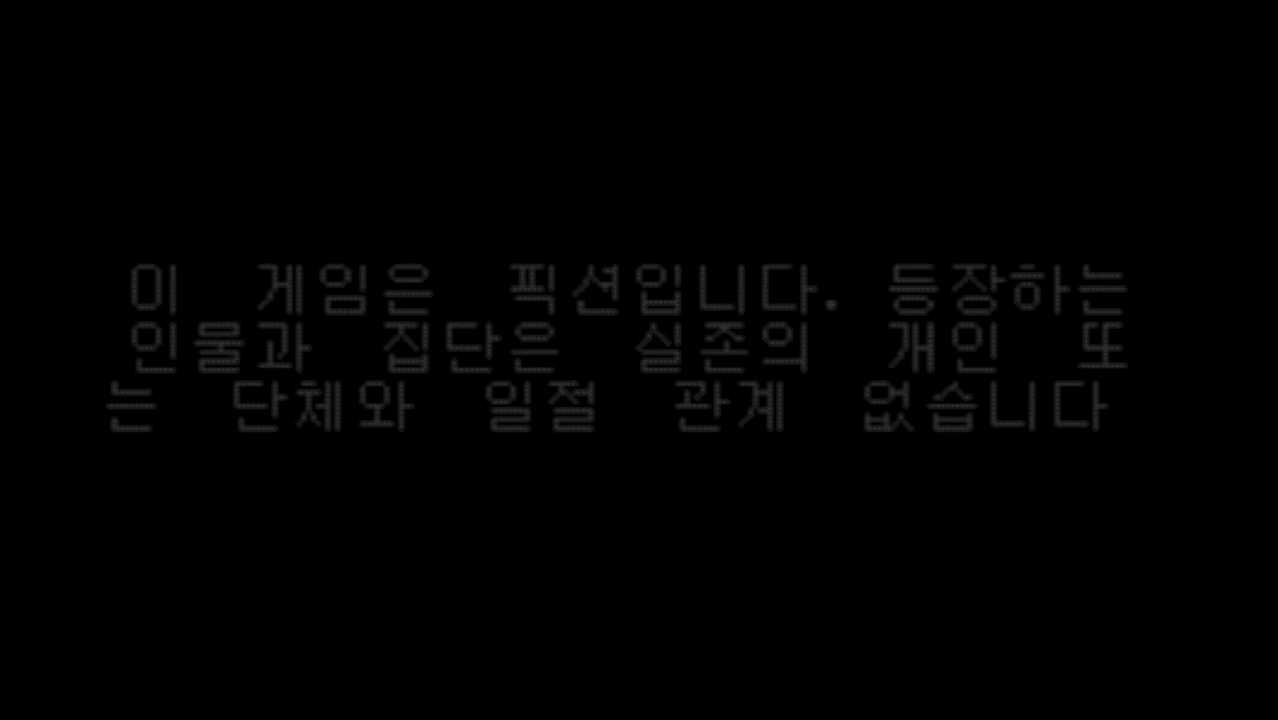 이 게임은 픽션입니다. 등장하는
인물과 집단은 실존의 개인 또
는 단체와 일절 관계 없습니다